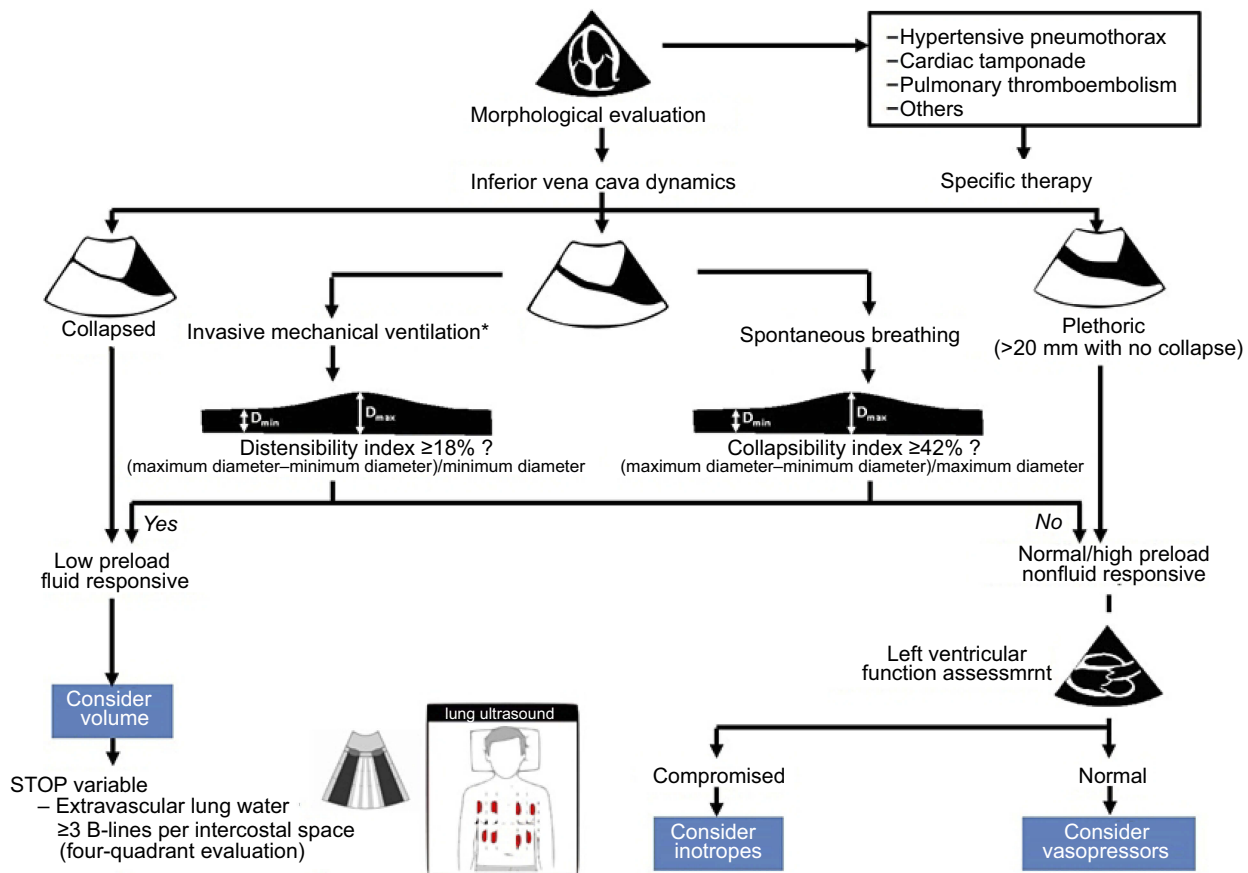 −Hypertensive pneumothorax
−Cardiac tamponade
−Pulmonary thromboembolism
−Others
Morphological evaluation
Inferior vena cava dynamics
Specific therapy
Collapsed
Invasive mechanical ventilation*
Spontaneous breathing
Plethoric
(>20 mm with no collapse)
Dmin
Dmax
Dmin
Dmax
Distensibility index ≥18% ?
(maximum diameter–minimum diameter)/minimum diameter
Collapsibility index ≥42% ?
(maximum diameter–minimum diameter)/maximum diameter
Yes
No
Low preload
fluid responsive
Normal/high preload
nonfluid responsive
Left ventricular
function assessmrnt
Consider
volume
lung ultrasound
STOP variable
– Extravascular lung water
≥3 B-lines per intercostal space
(four-quadrant evaluation)
Compromised
Normal
Consider
inotropes
Consider
vasopressors